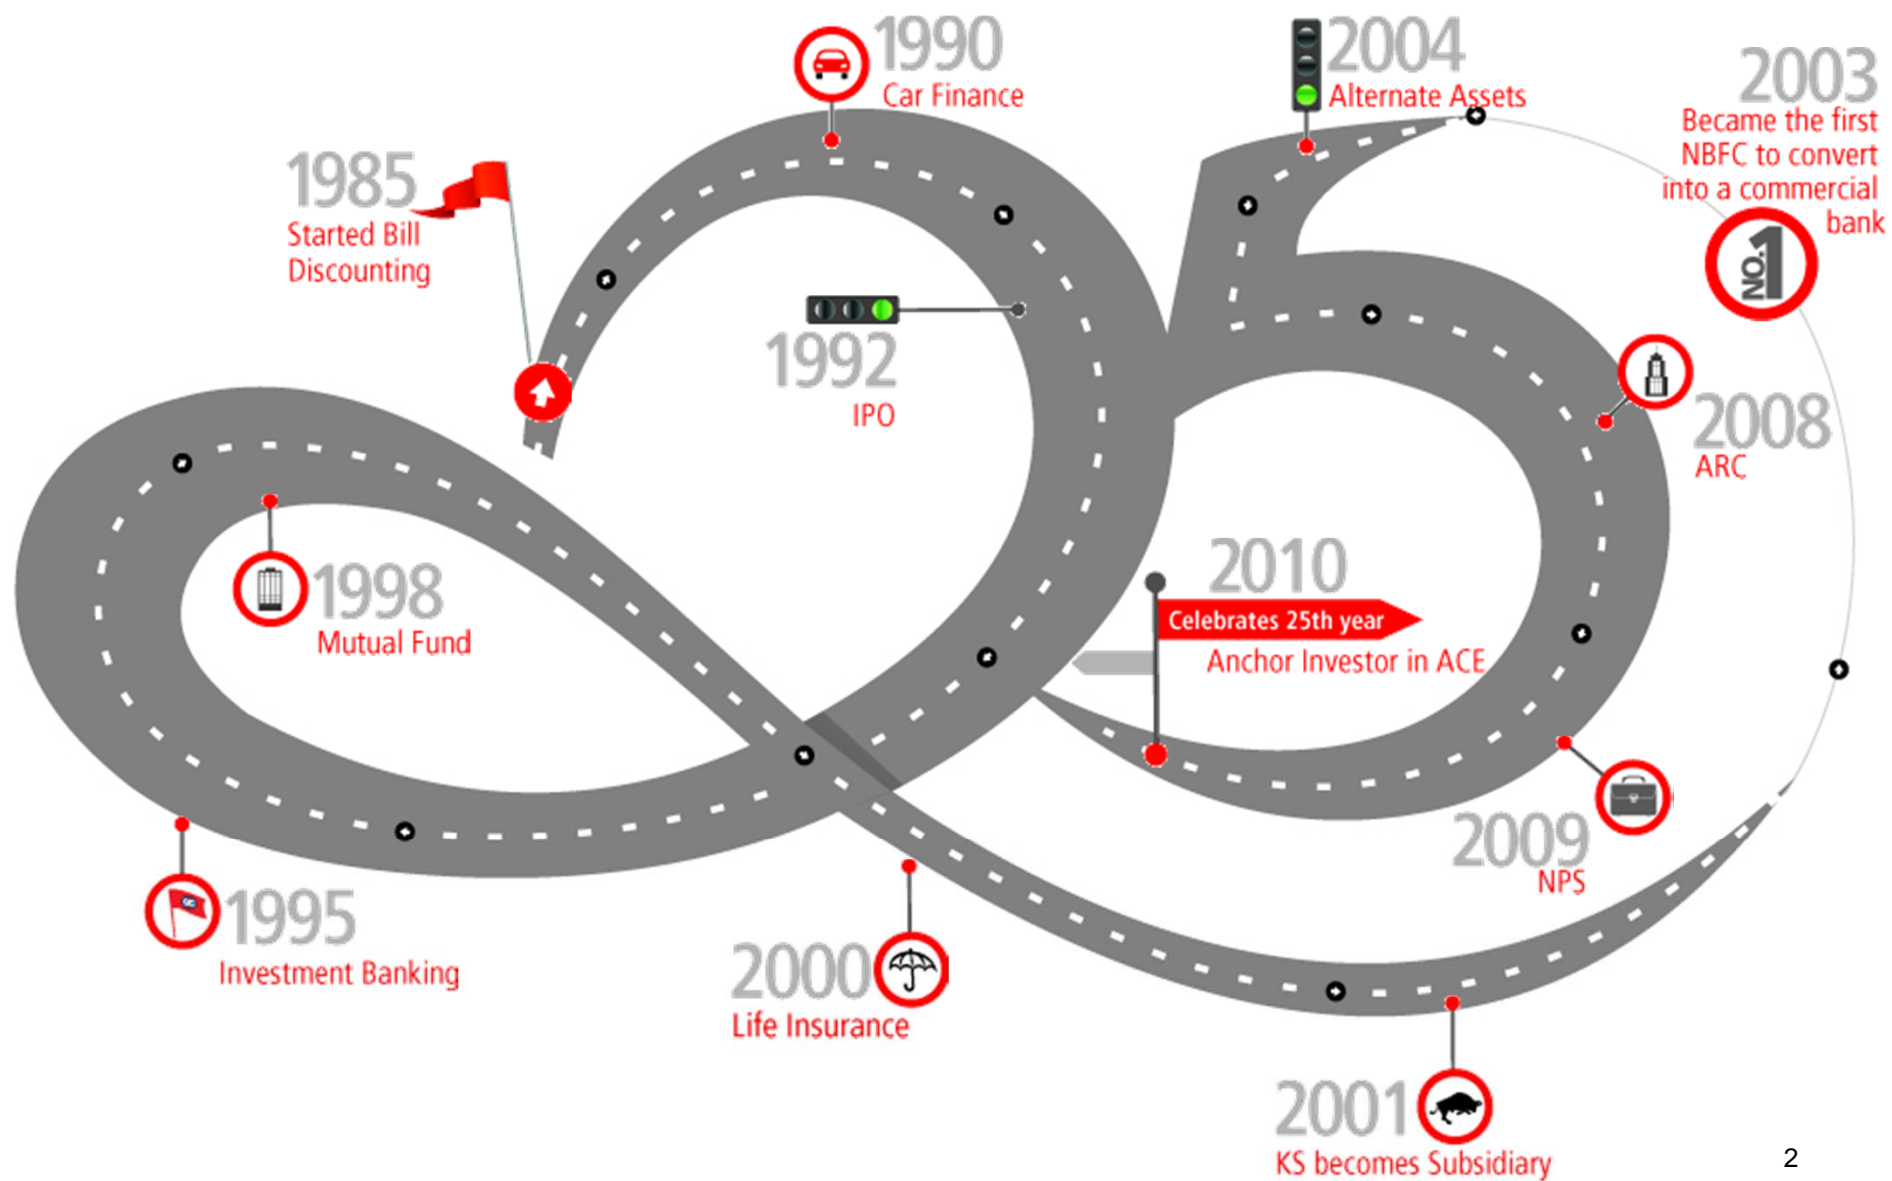 1985
Started Bill
Discounting
1990
Car Finance
1992
IPO
1995
Investment Banking
1998
Mutual Fund
2000
Life Insurance
2001
KS becomes Subsidiary
2003
Became the first
NBFC to convert
into a commercial
bank
NO.1
2004
Alternate Assets
2008
ARC
2009
NPS
2010
Celebrates 25th year
Anchor Investor in ACE
2